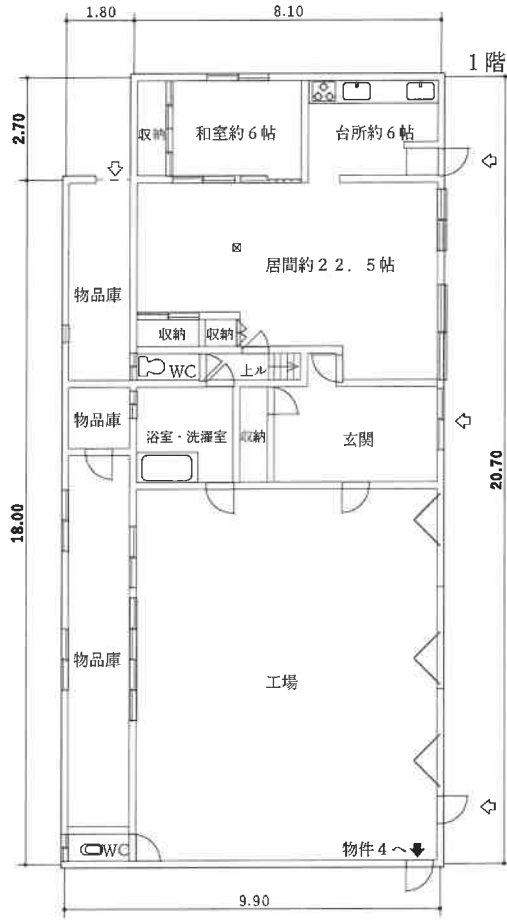 1.80
8.10
1階
2.70
収納
和室約6帖
台所約6帖
居間約22.5帖
物品庫
収納
収納
WC
上ル
物品庫
浴室・洗濯室
収納
玄関
18.00
20.70
物品庫
工場
WC
物件4へ
9.90